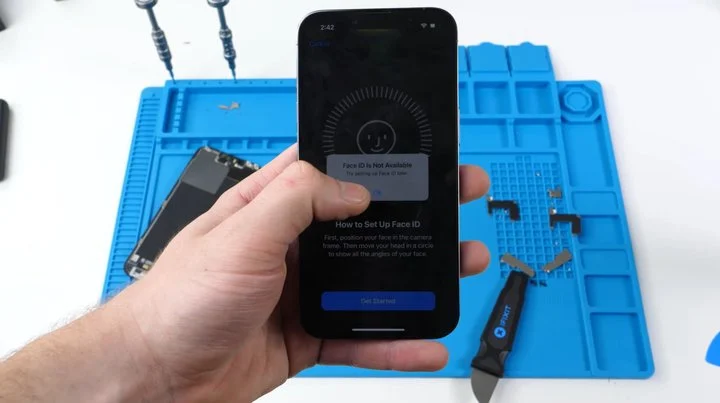 2:42
Cancel
Face ID Is Not Available
Try setting up Face ID later.
OK
How to Set Up Face ID
First, position your face in the camera
frame. Then move your head in a circle
to show all the angles of your face.
Get Started
IFIXIT